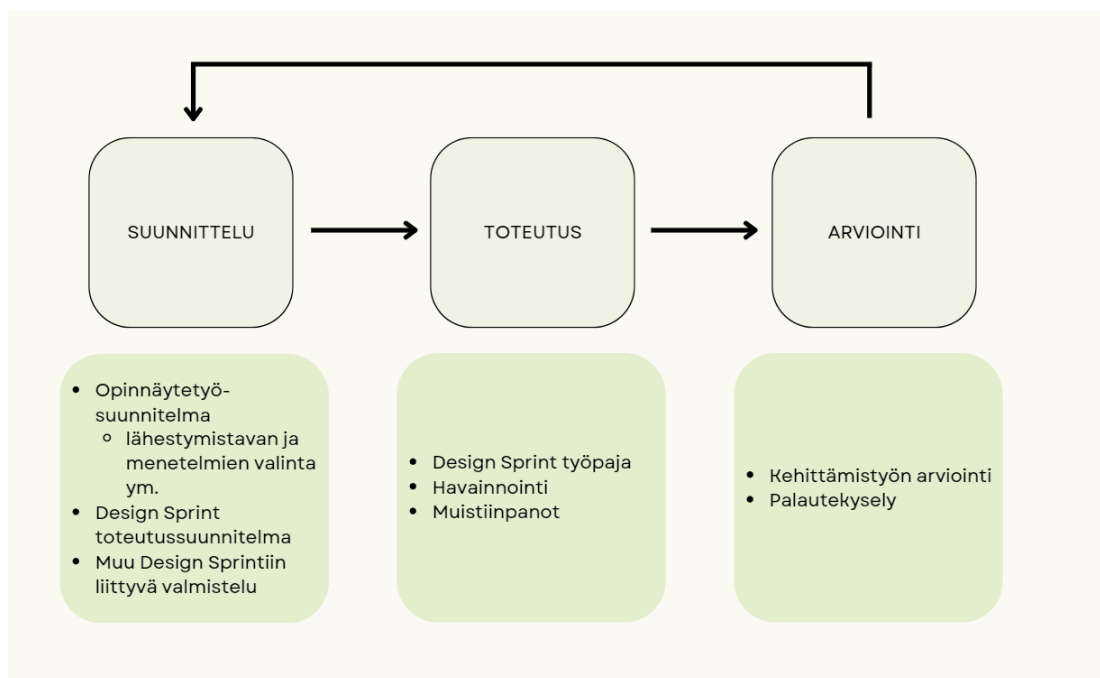 SUUNNITTELU
TOTEUTUS
ARVIOINTI
• Opinnäytetyö-
suunnitelma
○ lähestymistavan ja
menetelmien valinta
ym.
• Design Sprint
toteutussuunnitelma
• Muu Design Sprintiin
liittyvä valmistelu
• Design Sprint työpaja
• Havainnointi
• Muistiinpanot
• Kehittämistyön arviointi
• Palautekysely